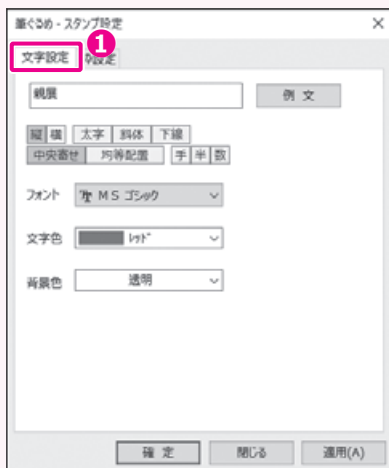 筆ぐるめ - スタンプ設定
文字設定 印設定
1
親展
例 文
縦 横 太字 斜体 下線
中央寄せ 均等配置 手 半 数
フォント MS ゴシック
文字色 レッド
背景色 透明
確 定 閉じる 適用(A)